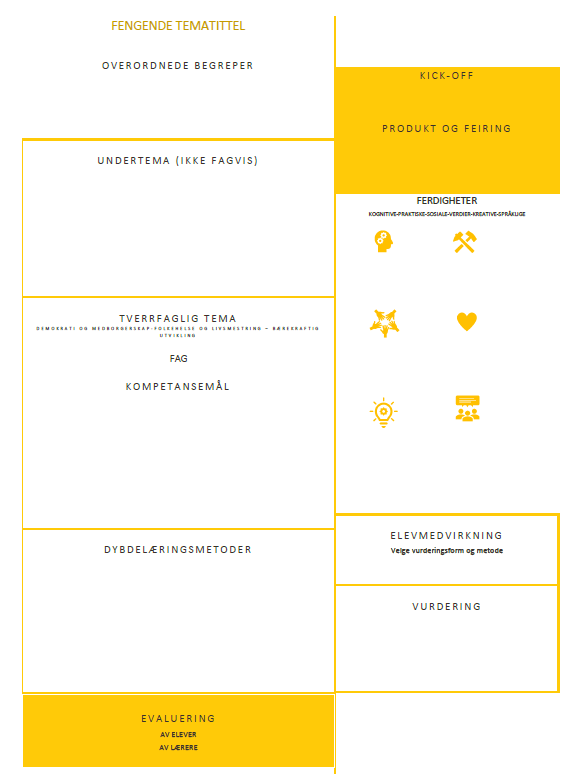 FENGENDE TEMATITTEL
OVERORDNEDE BEGREPER
UNDERTEMA (IKKE FAGVIS)
TVERRFAGLIG TEMA
DEMOKRATI OG MEDBORGERSKAP-FOLKEHELSE OG LIVSMESTRING – BÆREKRAFTIG
UTVIKLING
FAG
KOMPETANSEMÅL
DYBDELÆRINGSMETODER
EVALUERING
AV ELEVER
AV LÆRERE
KICK-OFF
PRODUKT OG FEIRING
FERDIGHETER
KOGNITIVE-PRAKTISKE-SOSIALE-VERDIER-KREATIVE-SPRÅKLIGE
ELEVMEDVIRKNING
Velge vurderingsform og metode
VURDERING